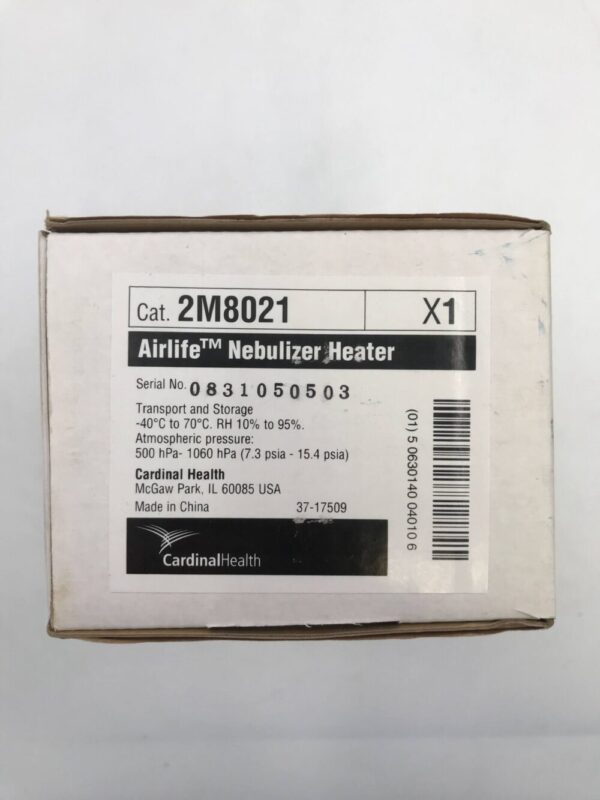 Cat. 2M8021 X1
Airlife™ Nebulizer Heater
Serial No. 0831050503
Transport and Storage
-40°C to 70°C. RH 10% to 95%.
Atmospheric pressure:
500 hPa- 1060 hPa (7.3 psia - 15.4 psia)
Cardinal Health
McGaw Park, IL 60085 USA
Made in China 37-17509
CardinalHealth
(01) 5 0630140 04010 6